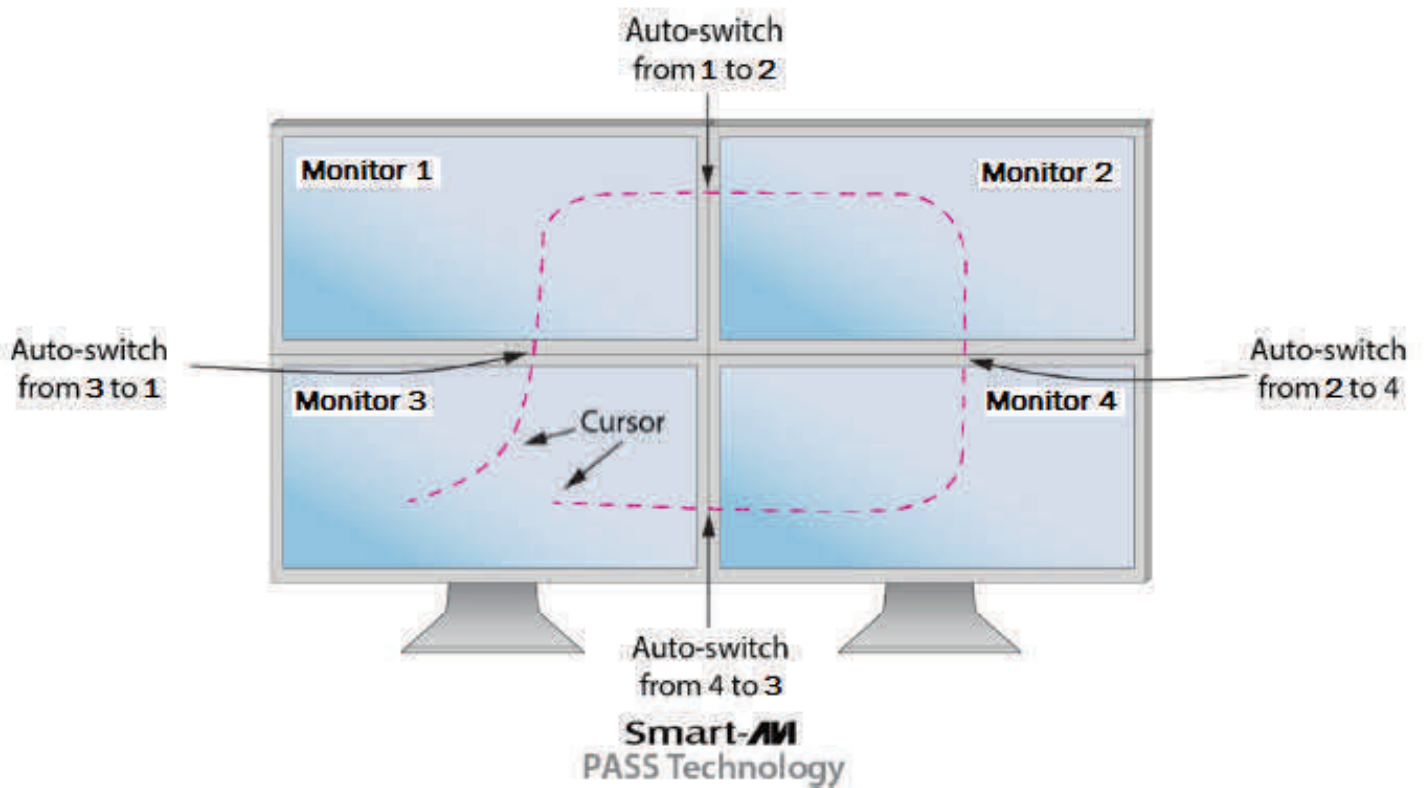 Auto-switch
from 1 to 2
Monitor 1
Monitor 2
Auto-switch
from 3 to 1
Auto-switch
from 2 to 4
Monitor 3
Monitor 4
Cursor
Auto-switch
from 4 to 3
Smart-AVI
PASS Technology